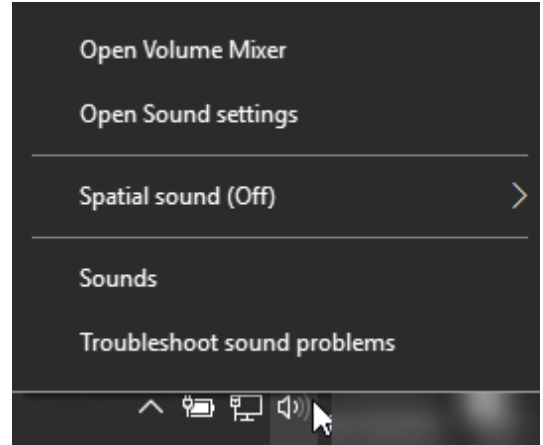 Open Volume Mixer
Open Sound settings
Spatial sound (Off)
Sounds
Troubleshoot sound problems